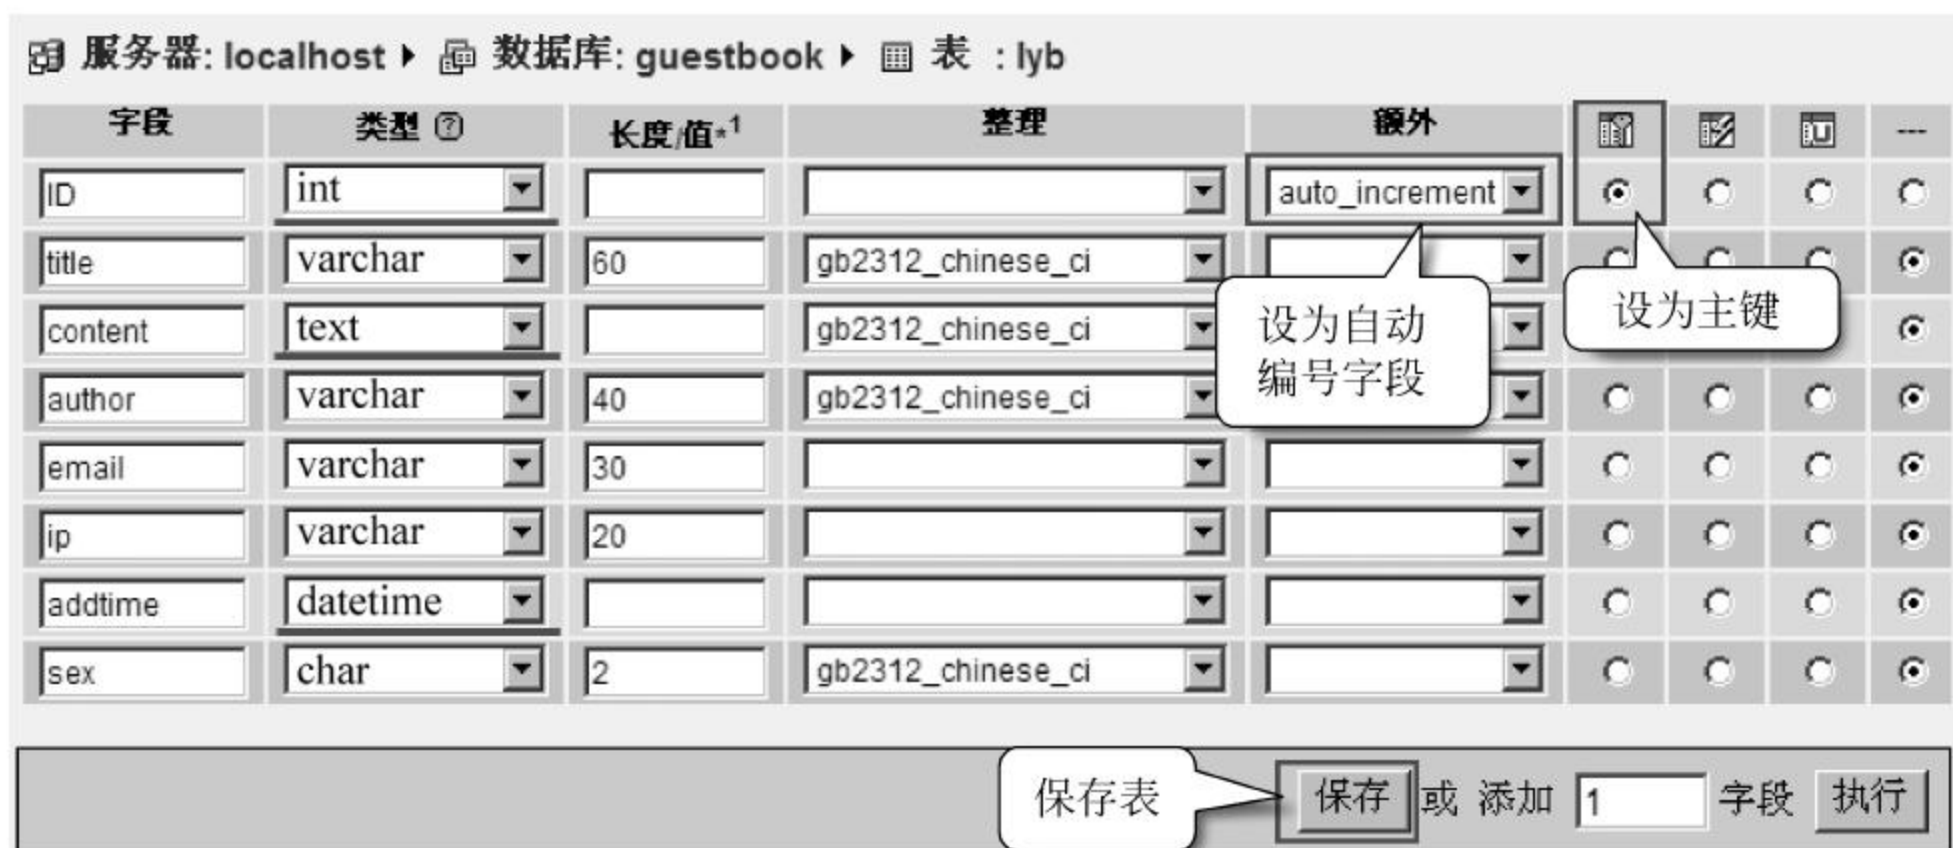 服务器: localhost ▸ 数据库: guestbook ▸ 表 : lyb
字段 类型 ? 长度/值*1 整理 额外 U ---
ID int auto_increment
title varchar 60 gb2312_chinese_ci
content text gb2312_chinese_ci
author varchar 40 gb2312_chinese_ci
email varchar 30
ip varchar 20
addtime datetime
sex char 2 gb2312_chinese_ci
设为自动
编号字段
设为主键
保存表
保存 或 添加 1 字段 执行